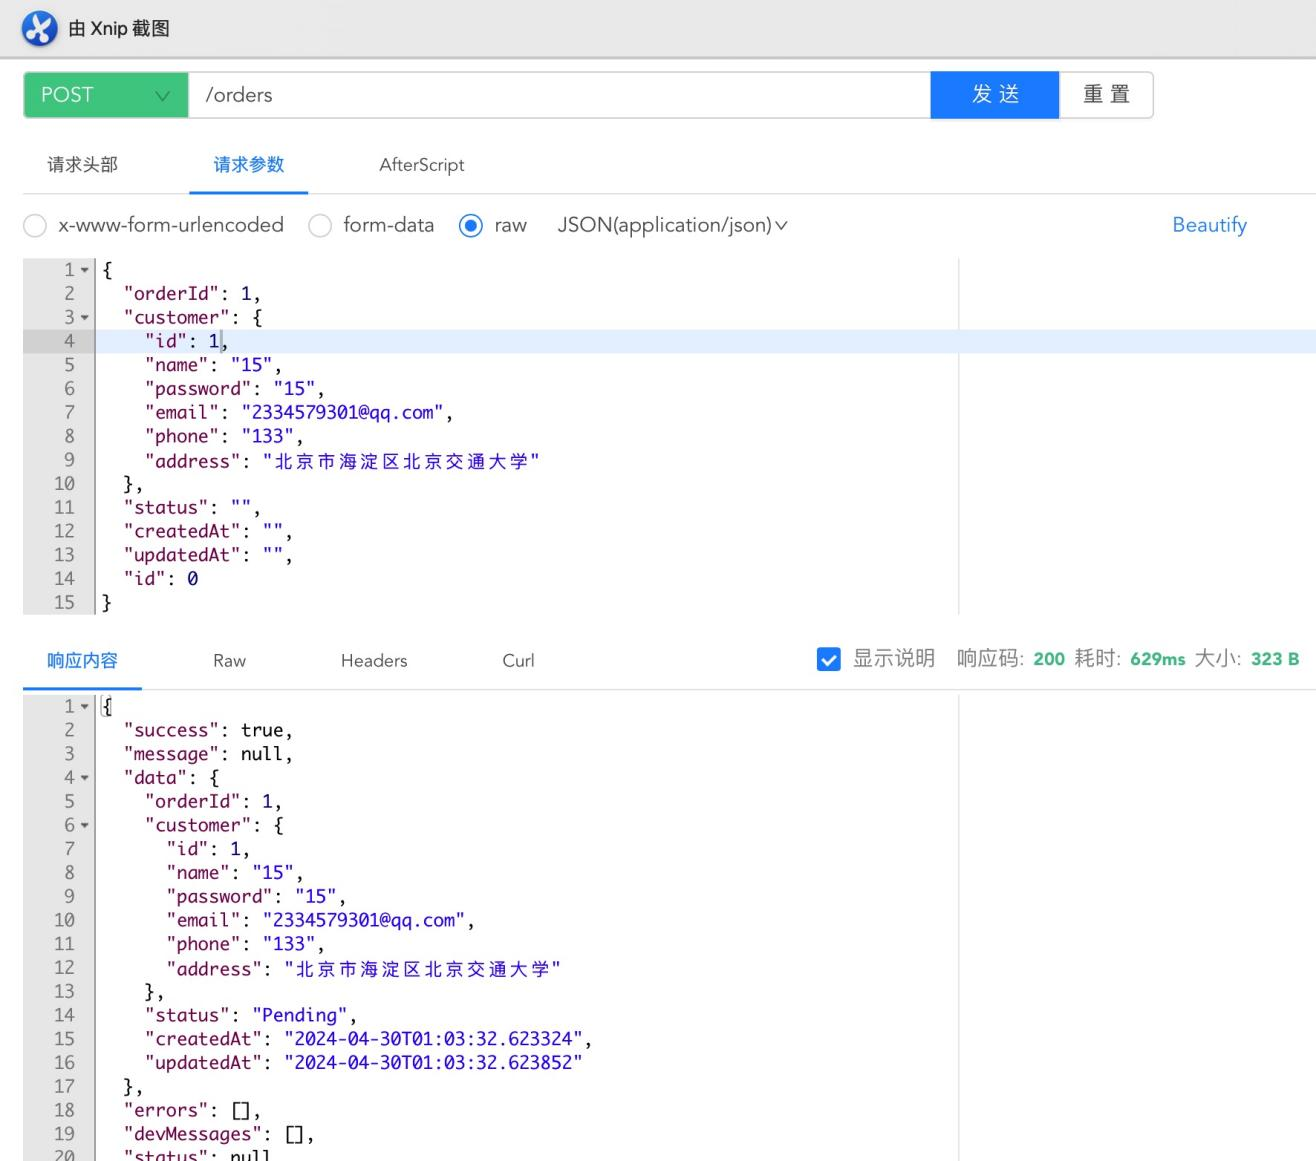 由 Xnip 截图
POST /orders 发 送 重 置
请求头部 请求参数 AfterScript
x-www-form-urlencoded form-data raw JSON(application/json) Beautify
1 {
2 "orderId": 1,
3 "customer": {
4 "id": 1,
5 "name": "15",
6 "password": "15",
7 "email": "2334579301@qq.com",
8 "phone": "133",
9 "address": "北京市海淀区北京交通大学"
10 },
11 "status": "",
12 "createdAt": "",
13 "updatedAt": "",
14 "id": 0
15 }
响应内容 Raw Headers Curl 显示说明 响应码: 200 耗时: 629ms 大小: 323 B
1 {
2 "success": true,
3 "message": null,
4 "data": {
5 "orderId": 1,
6 "customer": {
7 "id": 1,
8 "name": "15",
9 "password": "15",
10 "email": "2334579301@qq.com",
11 "phone": "133",
12 "address": "北京市海淀区北京交通大学"
13 },
14 "status": "Pending",
15 "createdAt": "2024-04-30T01:03:32.623324",
16 "updatedAt": "2024-04-30T01:03:32.623852"
17 },
18 "errors": [],
19 "devMessages": [],
20 "status": null